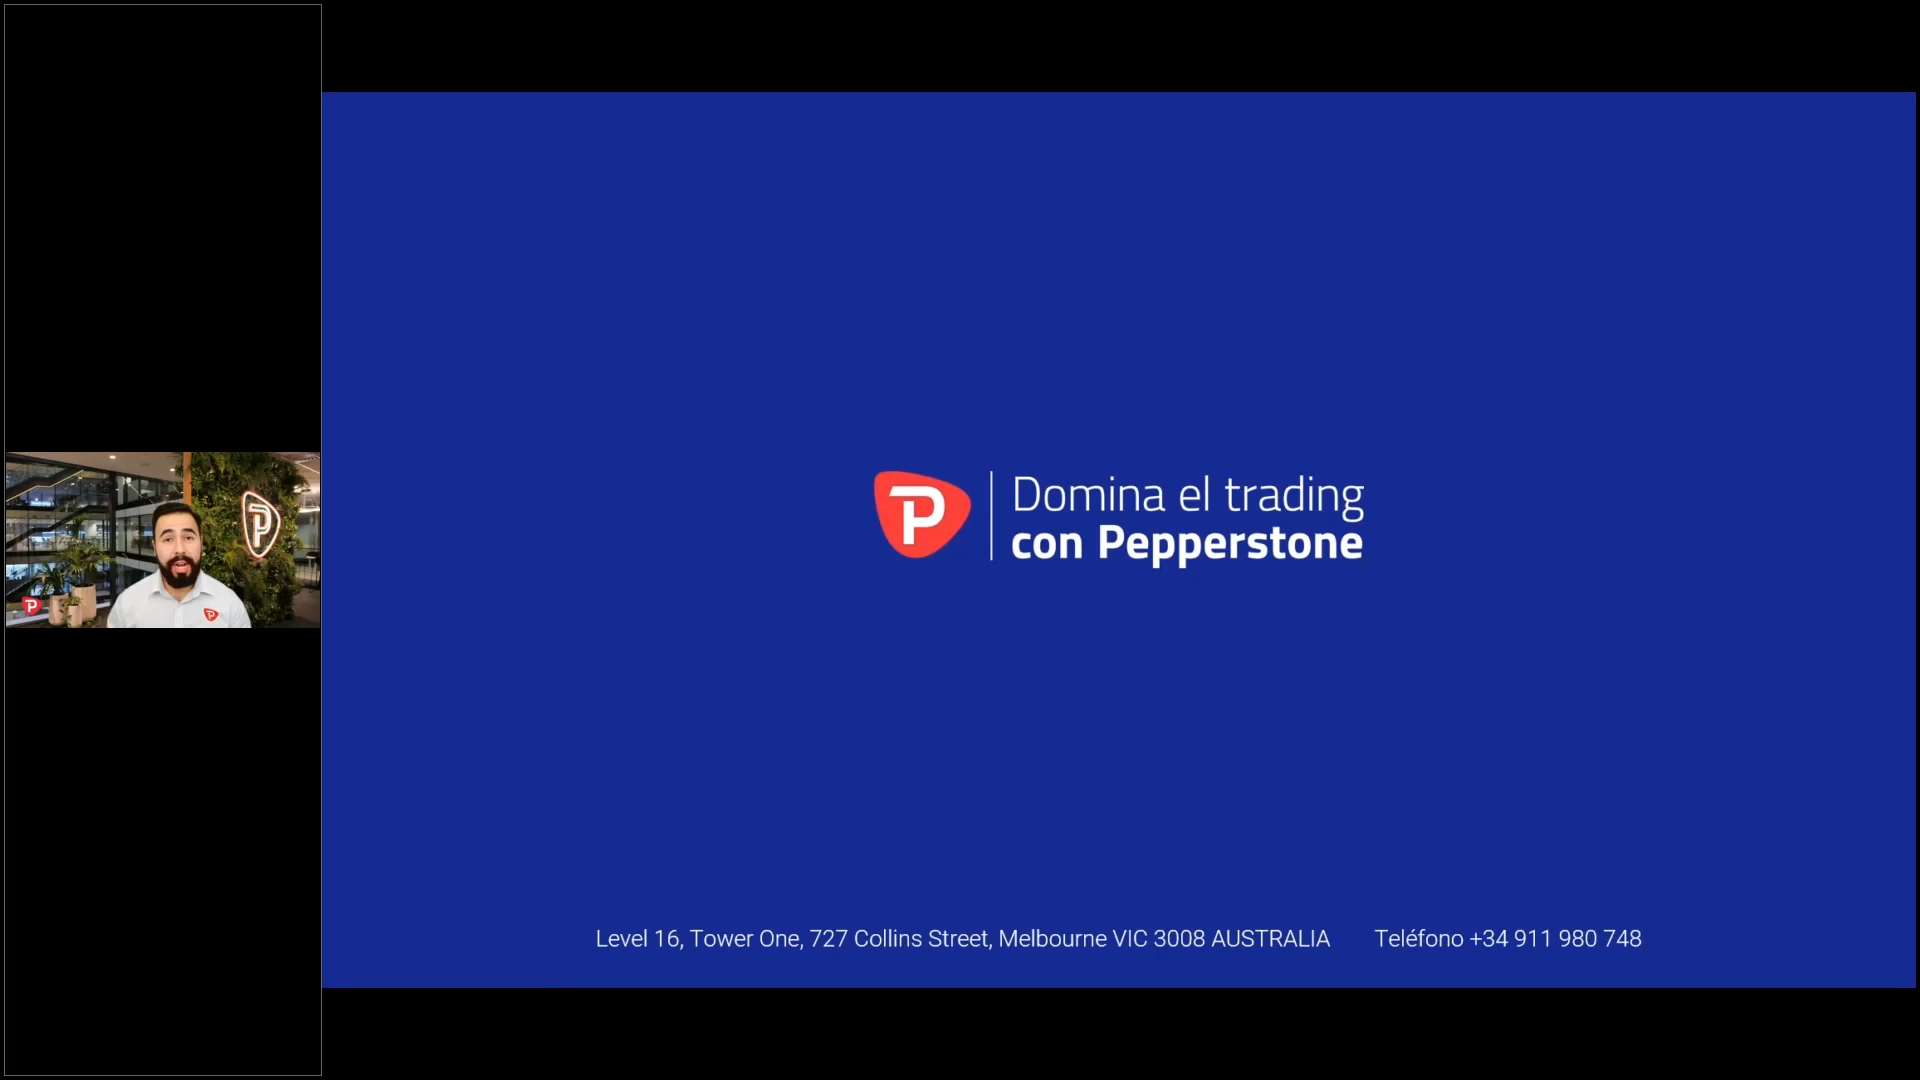 P
P
P
P
Domina el trading
con Pepperstone
Level 16, Tower One, 727 Collins Street, Melbourne VIC 3008 AUSTRALIA
Teléfono +34 911 980 748